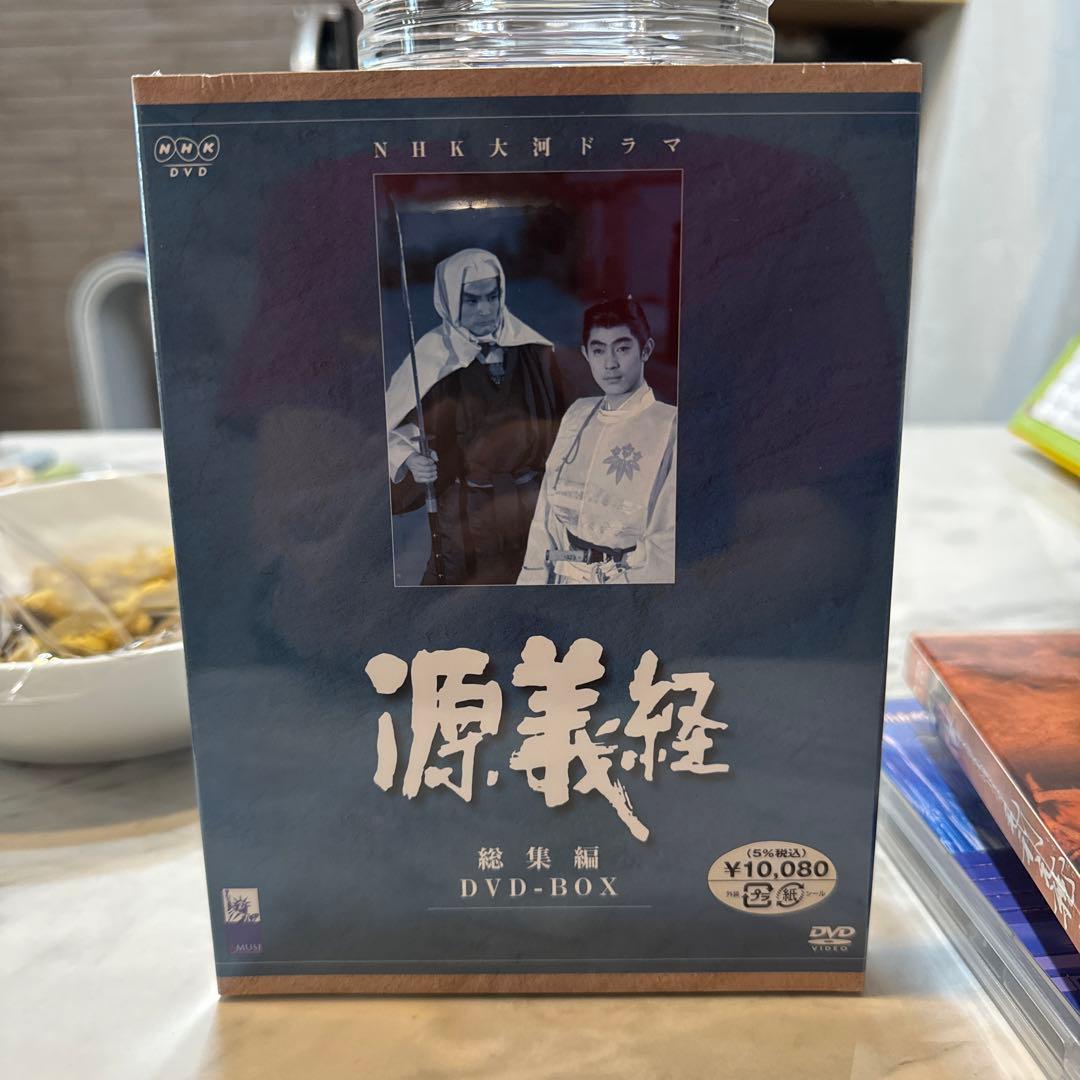 NHK
DVD
NHK大河ドラマ
源義経
総集編
DVD-BOX
(5%税込)
¥10,080
外装 プラ 紙 シール
MUSE
DVD
VIDEO